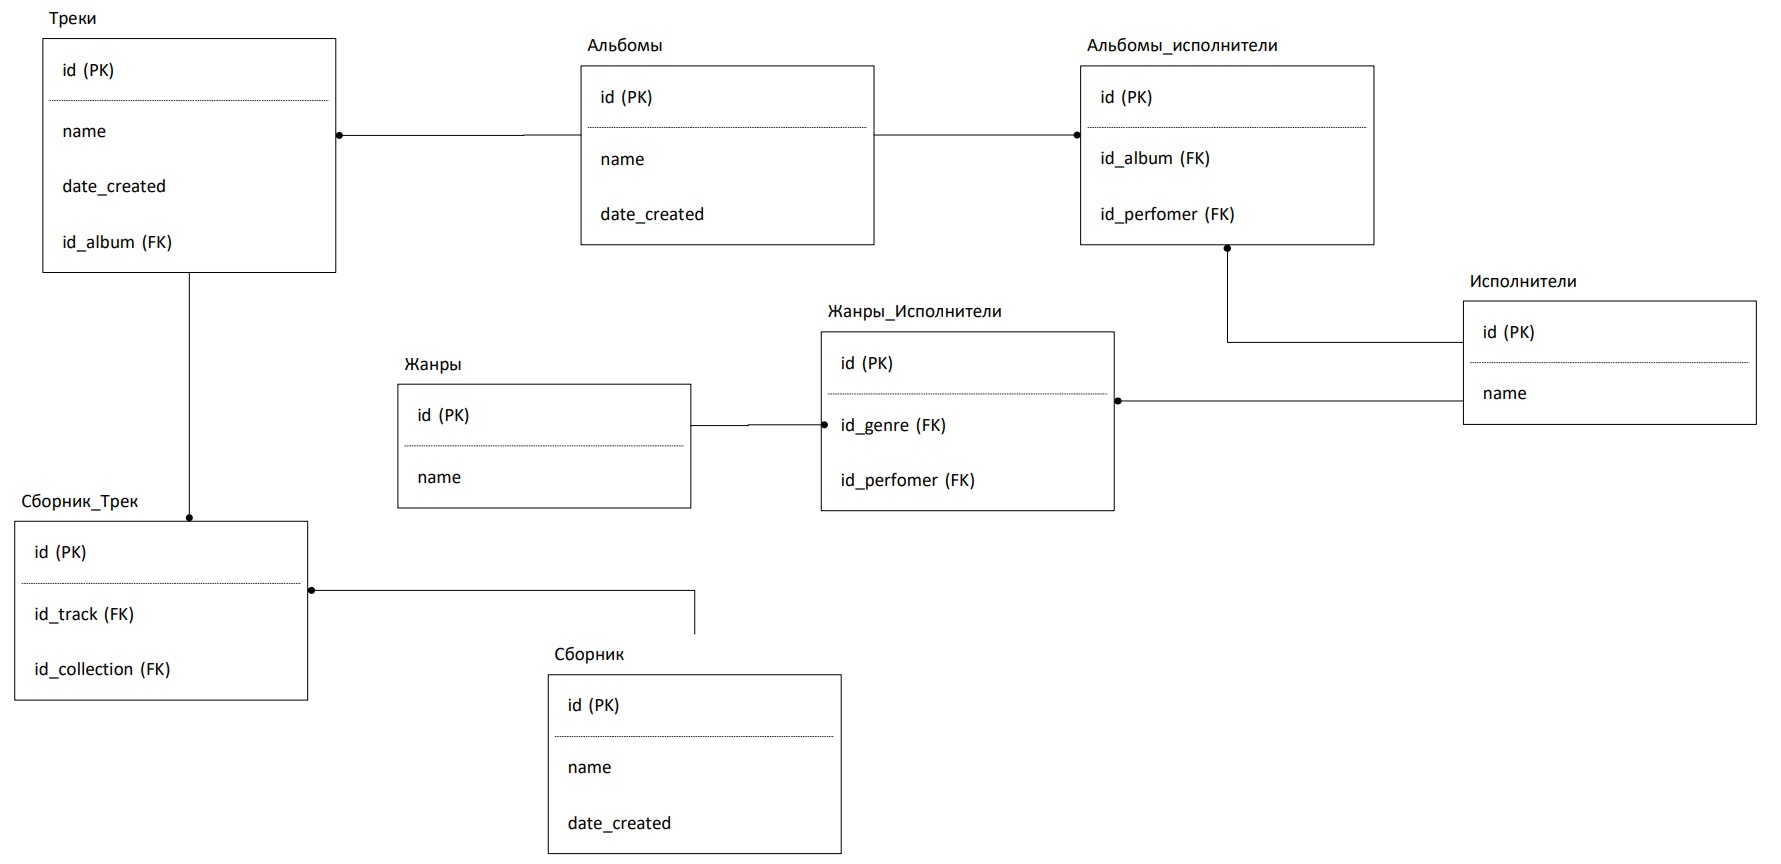 Треки
id (PK)
name
date_created
id_album (FK)
Альбомы
id (PK)
name
date_created
Альбомы_исполнители
id (PK)
id_album (FK)
id_perfomer (FK)
Исполнители
id (PK)
name
Жанры_Исполнители
id (PK)
id_genre (FK)
id_perfomer (FK)
Жанры
id (PK)
name
Сборник_Трек
id (PK)
id_track (FK)
id_collection (FK)
Сборник
id (PK)
name
date_created